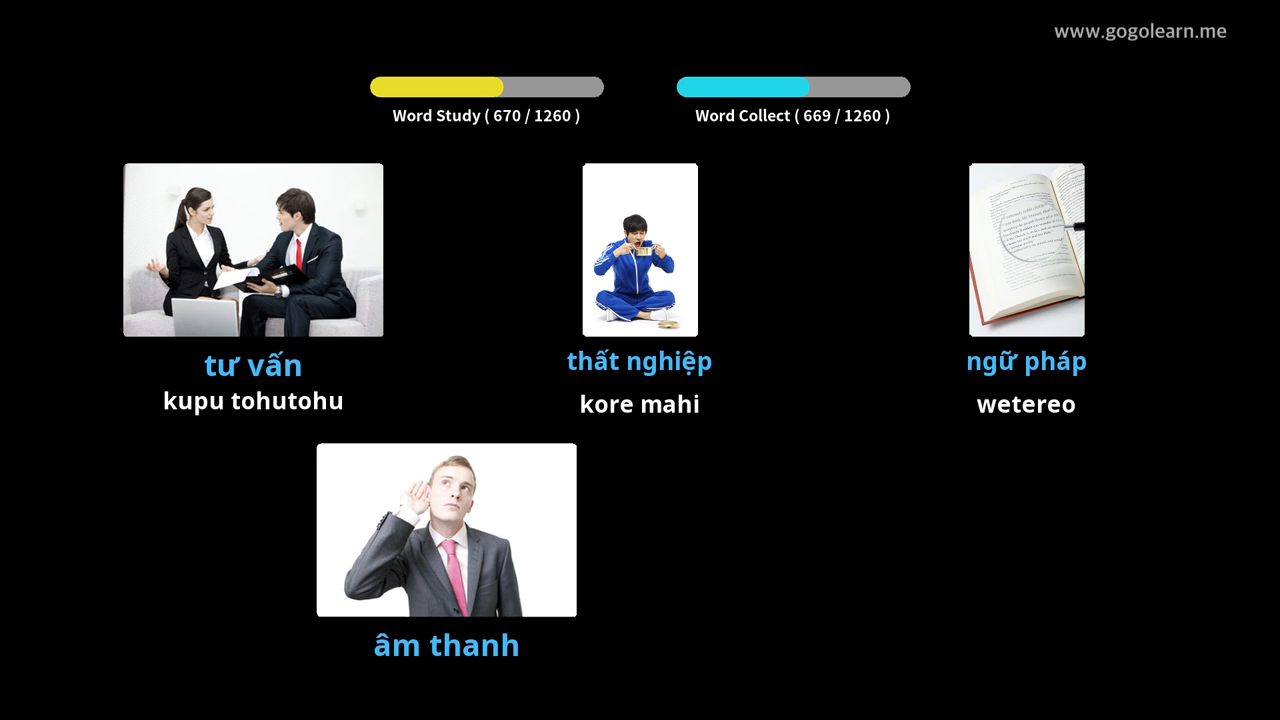 www.gogolearn.me
Word Study ( 670 / 1260 )
Word Collect ( 669 / 1260 )
tư vấn
kupu tohutohu
thất nghiệp
kore mahi
ngữ pháp
wetereo
âm thanh